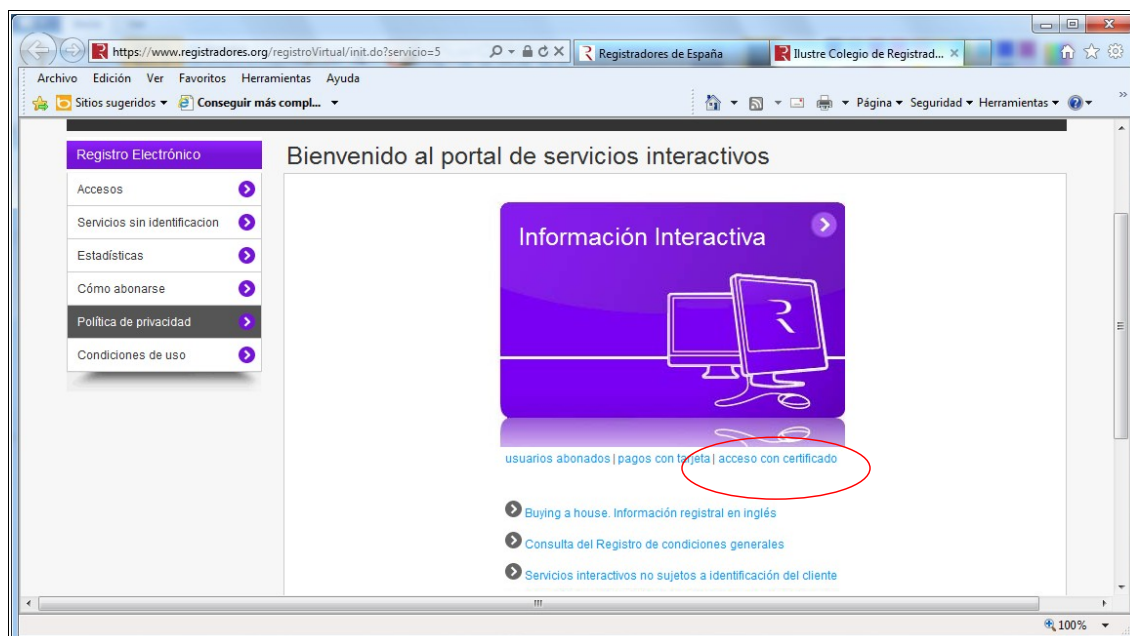 https://www.registradores.org/registroVirtual/init.do?servicio=5
Registradores de España
Ilustre Colegio de Registrad...
Archivo Edición Ver Favoritos Herramientas Ayuda
Sitios sugeridos
Conseguir más compl...
Página Seguridad Herramientas
Registro Electrónico
Accesos
Servicios sin identificacion
Estadísticas
Cómo abonarse
Política de privacidad
Condiciones de uso
Bienvenido al portal de servicios interactivos
Información Interactiva
usuarios abonados | pagos con tarjeta | acceso con certificado
Buying a house. Información registral en inglés
Consulta del Registro de condiciones generales
Servicios interactivos no sujetos a identificación del cliente
100%